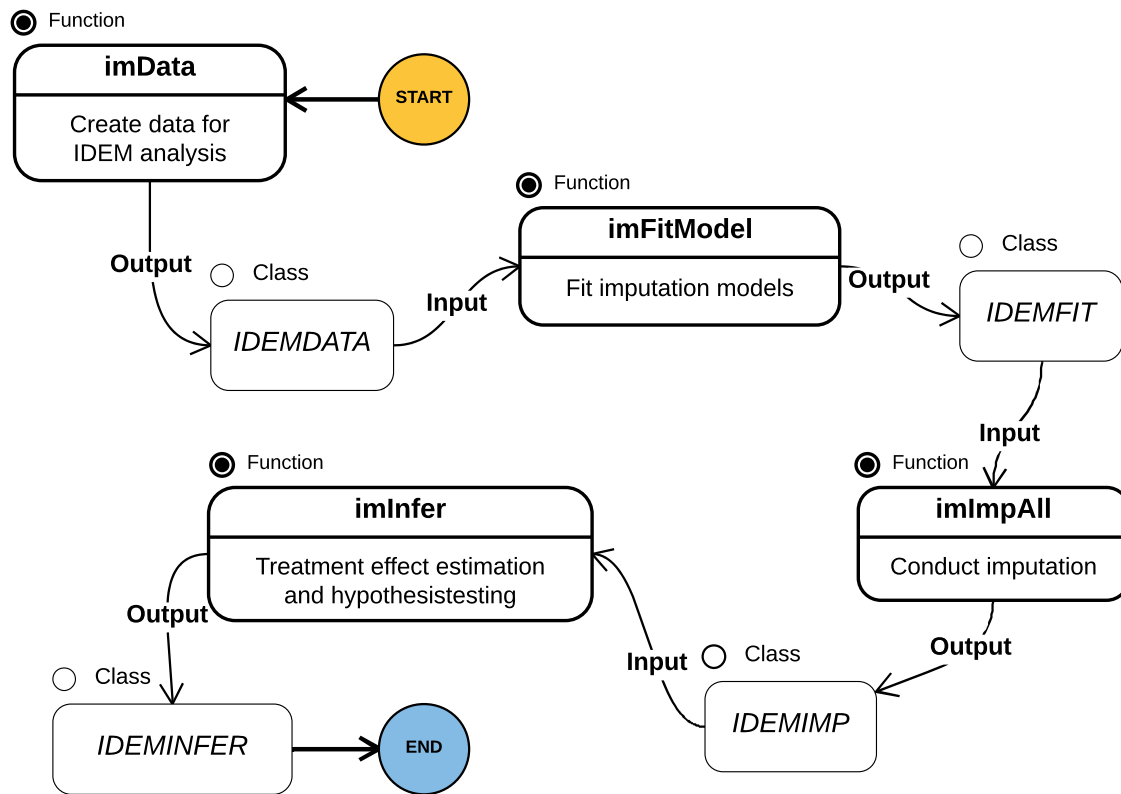 Function
imData
START
Create data for
IDEM analysis
Function
imFitModel
Output
Class
Class
Fit imputation models
Output
Input
IDEMDATA
IDEMFIT
Input
Function
Function
imInfer
imImpAll
Treatment effect estimation
and hypothesistesting
Conduct imputation
Output
Output
Input
Class
Class
IDEMIMP
IDEMINFER
END